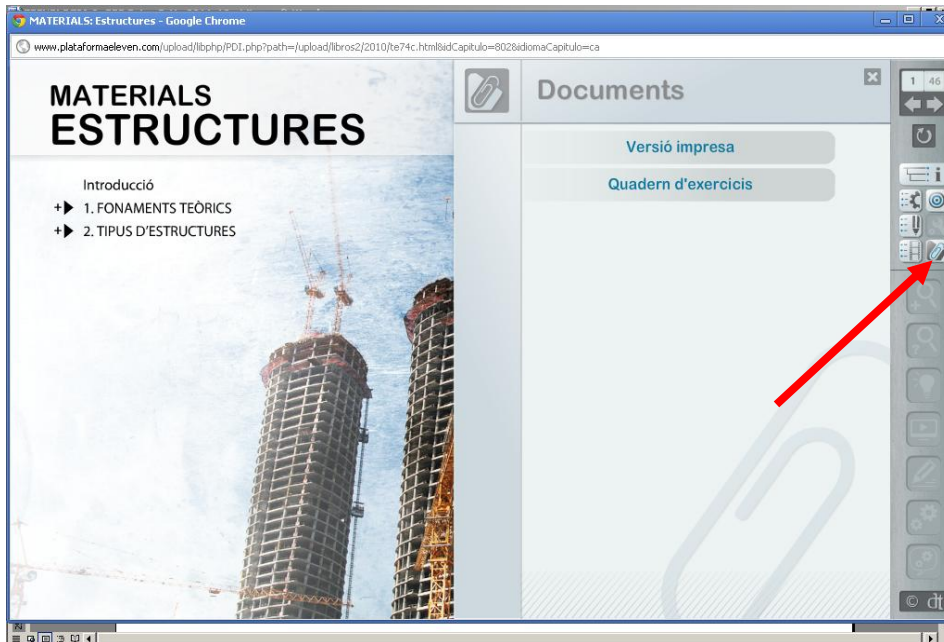 MATERIALS: Estructures - Google Chrome
www.plataformaeleven.com/upload/libphp/PDI.php?path=/upload/libros2/2010/te74c.html&idCapitulo=802&idiomaCapitulo=ca
MATERIALS
ESTRUCTURES
Introducció
1. FONAMENTS TEÒRICS
2. TIPUS D'ESTRUCTURES
Documents
Versió impresa
Quadern d'exercicis
1 46
i
© dt